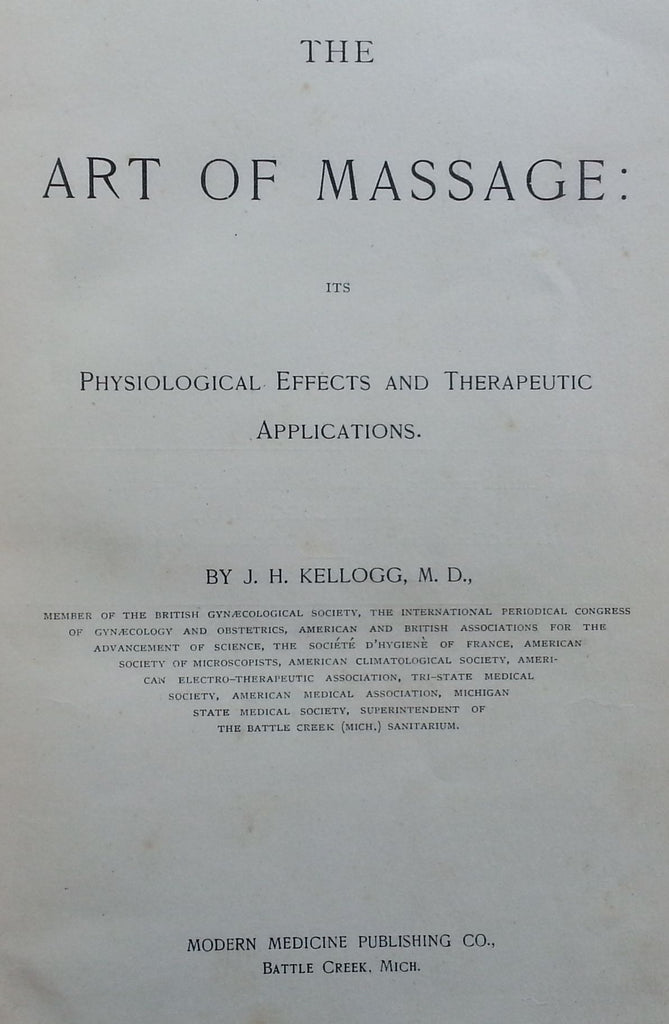 THE
ART OF MASSAGE:
ITS
PHYSIOLOGICAL EFFECTS AND THERAPEUTIC
APPLICATIONS.
BY J. H. KELLOGG, M. D.,
MEMBER OF THE BRITISH GYNÆCOLOGICAL SOCIETY, THE INTERNATIONAL PERIODICAL CONGRESS
OF GYNÆCOLOGY AND OBSTETRICS, AMERICAN AND BRITISH ASSOCIATIONS FOR THE
ADVANCEMENT OF SCIENCE, THE SOCIÉTÉ D'HYGIENÈ OF FRANCE, AMERICAN
SOCIETY OF MICROSCOPISTS, AMERICAN CLIMATOLOGICAL SOCIETY, AMERI-
CAN ELECTRO-THERAPEUTIC ASSOCIATION, TRI-STATE MEDICAL
SOCIETY, AMERICAN MEDICAL ASSOCIATION, MICHIGAN
STATE MEDICAL SOCIETY, SUPERINTENDENT OF
THE BATTLE CREEK (MICH.) SANITARIUM.
MODERN MEDICINE PUBLISHING CO.,
BATTLE CREEK, MICH.